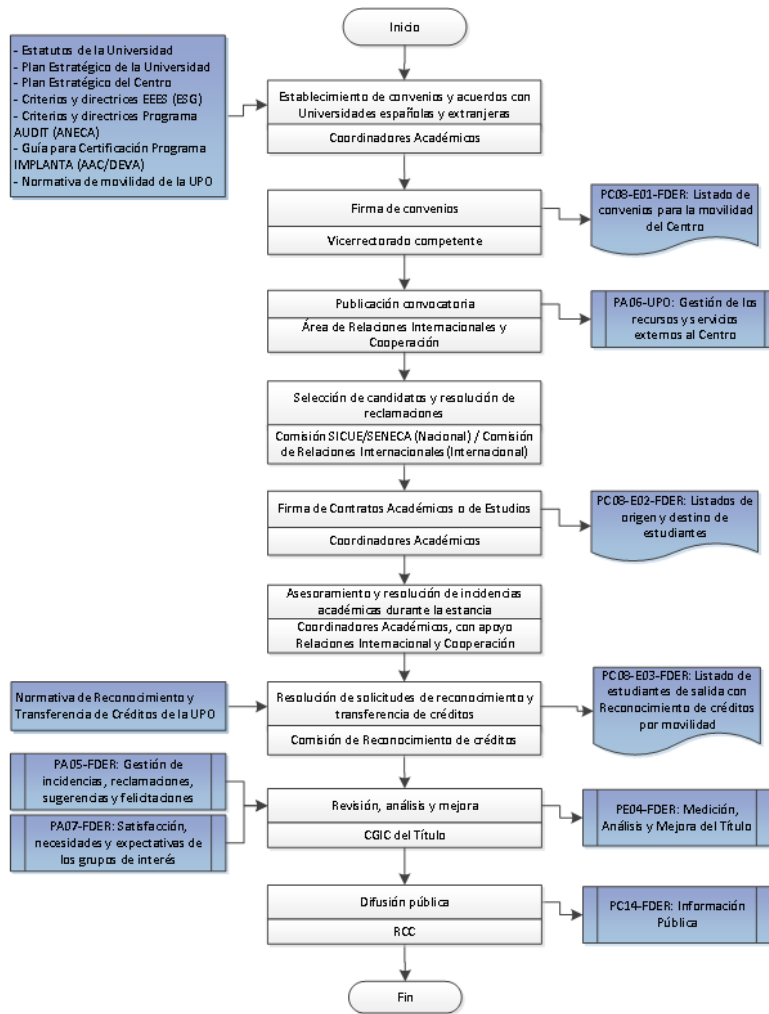 Inicio
- Estatutos de la Universidad
- Plan Estratégico de la Universidad
- Plan Estratégico del Centro
- Criterios y directrices EEES (ESG)
- Criterios y directrices Programa
AUDIT (ANECA)
- Guía para Certificación Programa
IMPLANTA (AAC/DEVA)
- Normativa de movilidad de la UPO
Establecimiento de convenios y acuerdos con
Universidades españolas y extranjeras
Coordinadores Académicos
Firma de convenios
Vicerrectorado competente
PC08-E01-FDER: Listado de
convenios para la movilidad
del Centro
Publicación convocatoria
Área de Relaciones Internacionales y
Cooperación
PA06-UPO: Gestión de los
recursos y servicios
externos al Centro
Selección de candidatos y resolución de
reclamaciones
Comisión SICUE/SENECA (Nacional) / Comisión
de Relaciones Internacionales (Internacional)
Firma de Contratos Académicos o de Estudios
Coordinadores Académicos
PC08-E02-FDER: Listados de
origen y destino de
estudiantes
Asesoramiento y resolución de incidencias
académicas durante la estancia
Coordinadores Académicos, con apoyo
Relaciones Internacional y Cooperación
Normativa de Reconocimiento y
Transferencia de Créditos de la UPO
Resolución de solicitudes de reconocimiento y
transferencia de créditos
Comisión de Reconocimiento de créditos
PC08-E03-FDER: Listado de
estudiantes de salida con
Reconocimiento de créditos
por movilidad
PA05-FDER: Gestión de
incidencias, reclamaciones,
sugerencias y felicitaciones
PA07-FDER: Satisfacción,
necesidades y expectativas de
los grupos de interés
Revisión, análisis y mejora
CGIC del Título
PE04-FDER: Medición,
Análisis y Mejora del Título
Difusión pública
RCC
PC14-FDER: Información
Pública
Fin